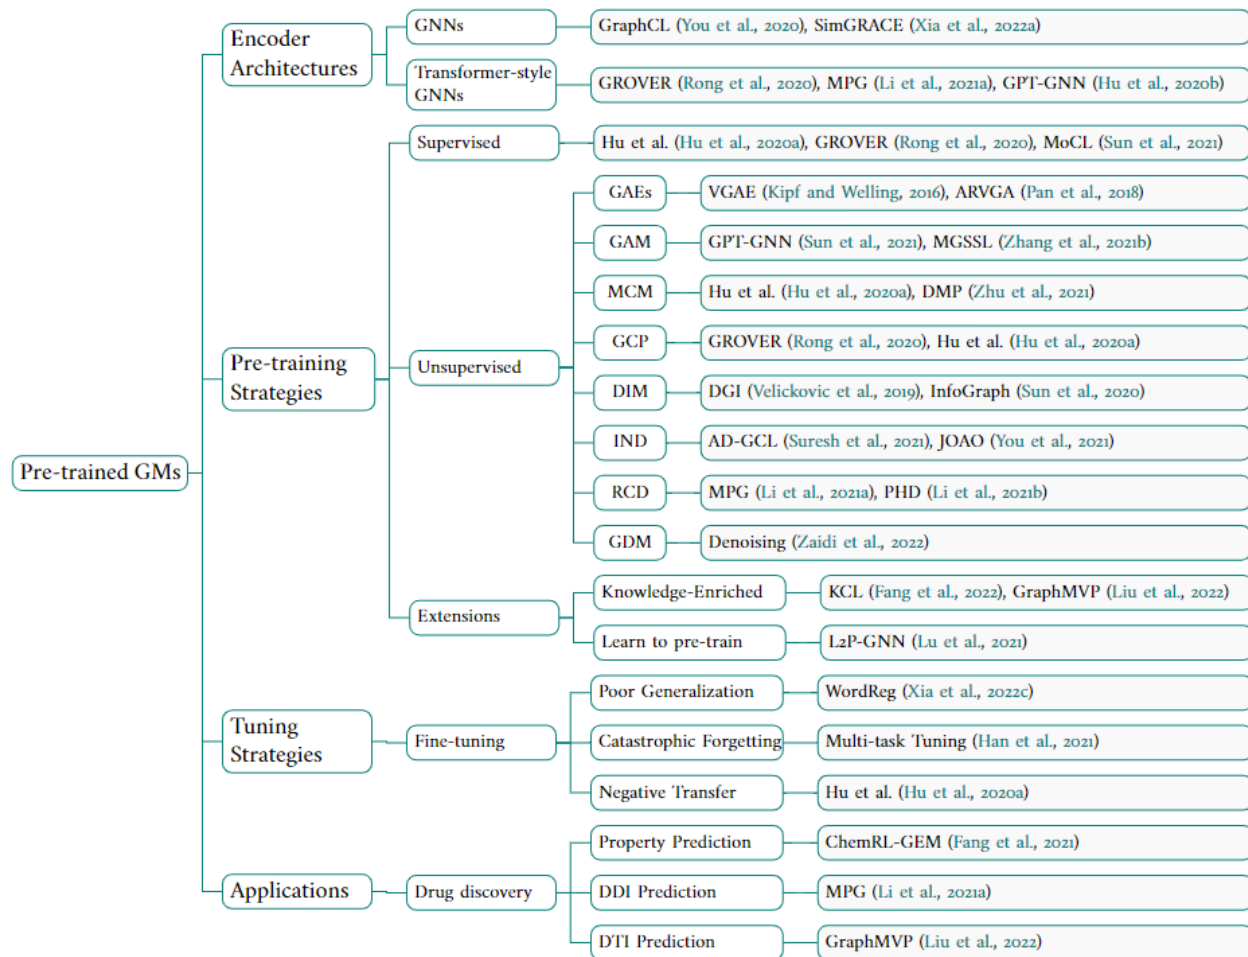 Pre-trained GMs
Encoder
Architectures
GNNs
GraphCL (You et al., 2020), SimGRACE (Xia et al., 2022a)
Transformer-style
GNNs
GROVER (Rong et al., 2020), MPG (Li et al., 2021a), GPT-GNN (Hu et al., 2020b)
Pre-training
Strategies
Supervised
Hu et al. (Hu et al., 2020a), GROVER (Rong et al., 2020), MoCL (Sun et al., 2021)
Unsupervised
GAEs
VGAE (Kipf and Welling, 2016), ARVGA (Pan et al., 2018)
GAM
GPT-GNN (Sun et al., 2021), MGSSL (Zhang et al., 2021b)
MCM
Hu et al. (Hu et al., 2020a), DMP (Zhu et al., 2021)
GCP
GROVER (Rong et al., 2020), Hu et al. (Hu et al., 2020a)
DIM
DGI (Velickovic et al., 2019), InfoGraph (Sun et al., 2020)
IND
AD-GCL (Suresh et al., 2021), JOAO (You et al., 2021)
RCD
MPG (Li et al., 2021a), PHD (Li et al., 2021b)
GDM
Denoising (Zaidi et al., 2022)
Extensions
Knowledge-Enriched
KCL (Fang et al., 2022), GraphMVP (Liu et al., 2022)
Learn to pre-train
L2P-GNN (Lu et al., 2021)
Tuning
Strategies
Fine-tuning
Poor Generalization
WordReg (Xia et al., 2022c)
Catastrophic Forgetting
Multi-task Tuning (Han et al., 2021)
Negative Transfer
Hu et al. (Hu et al., 2020a)
Applications
Drug discovery
Property Prediction
ChemRL-GEM (Fang et al., 2021)
DDI Prediction
MPG (Li et al., 2021a)
DTI Prediction
GraphMVP (Liu et al., 2022)